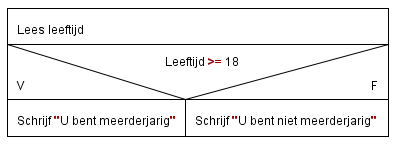 Lees leeftijd
Leeftijd >= 18
V F
Schrijf "U bent meerderjarig" Schrijf "U bent niet meerderjarig"